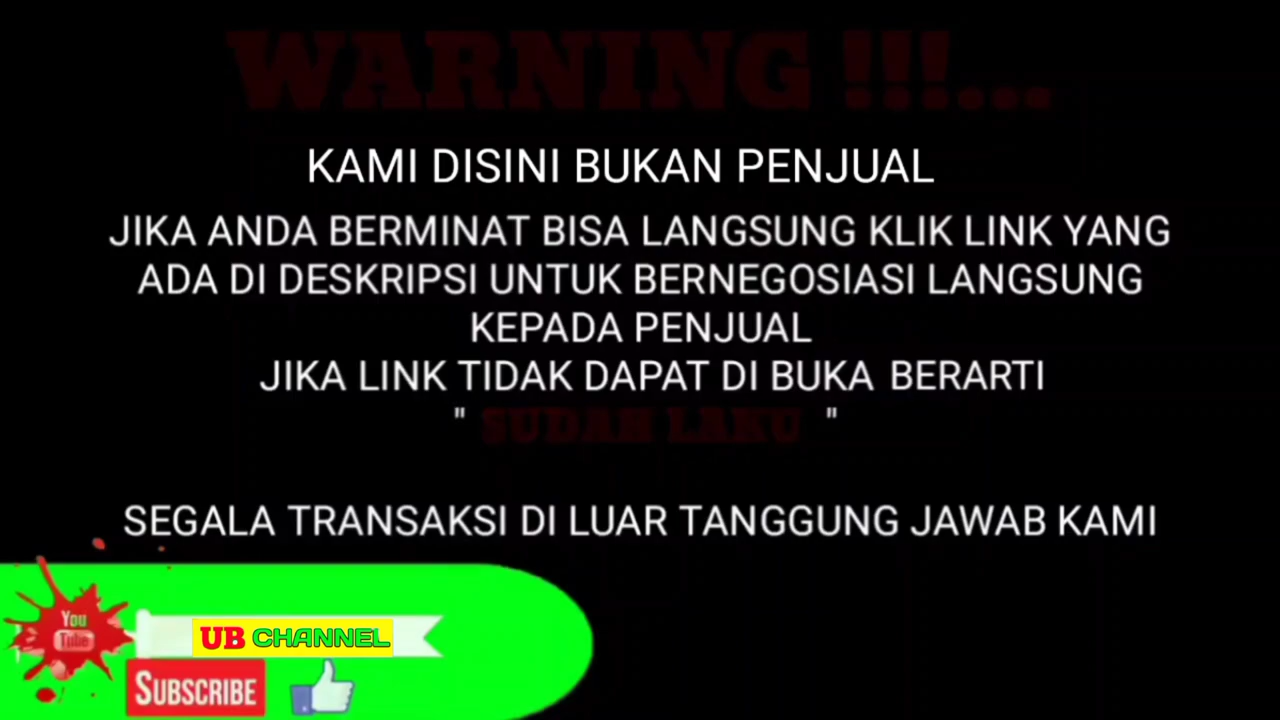 WARNING !!!...
KAMI DISINI BUKAN PENJUAL
JIKA ANDA BERMINAT BISA LANGSUNG KLIK LINK YANG
ADA DI DESKRIPSI UNTUK BERNEGOSIASI LANGSUNG
KEPADA PENJUAL
JIKA LINK TIDAK DAPAT DI BUKA BERARTI
" SUDAH LAKU "
SEGALA TRANSAKSI DI LUAR TANGGUNG JAWAB KAMI
You
Tube
UB CHANNEL
SUBSCRIBE